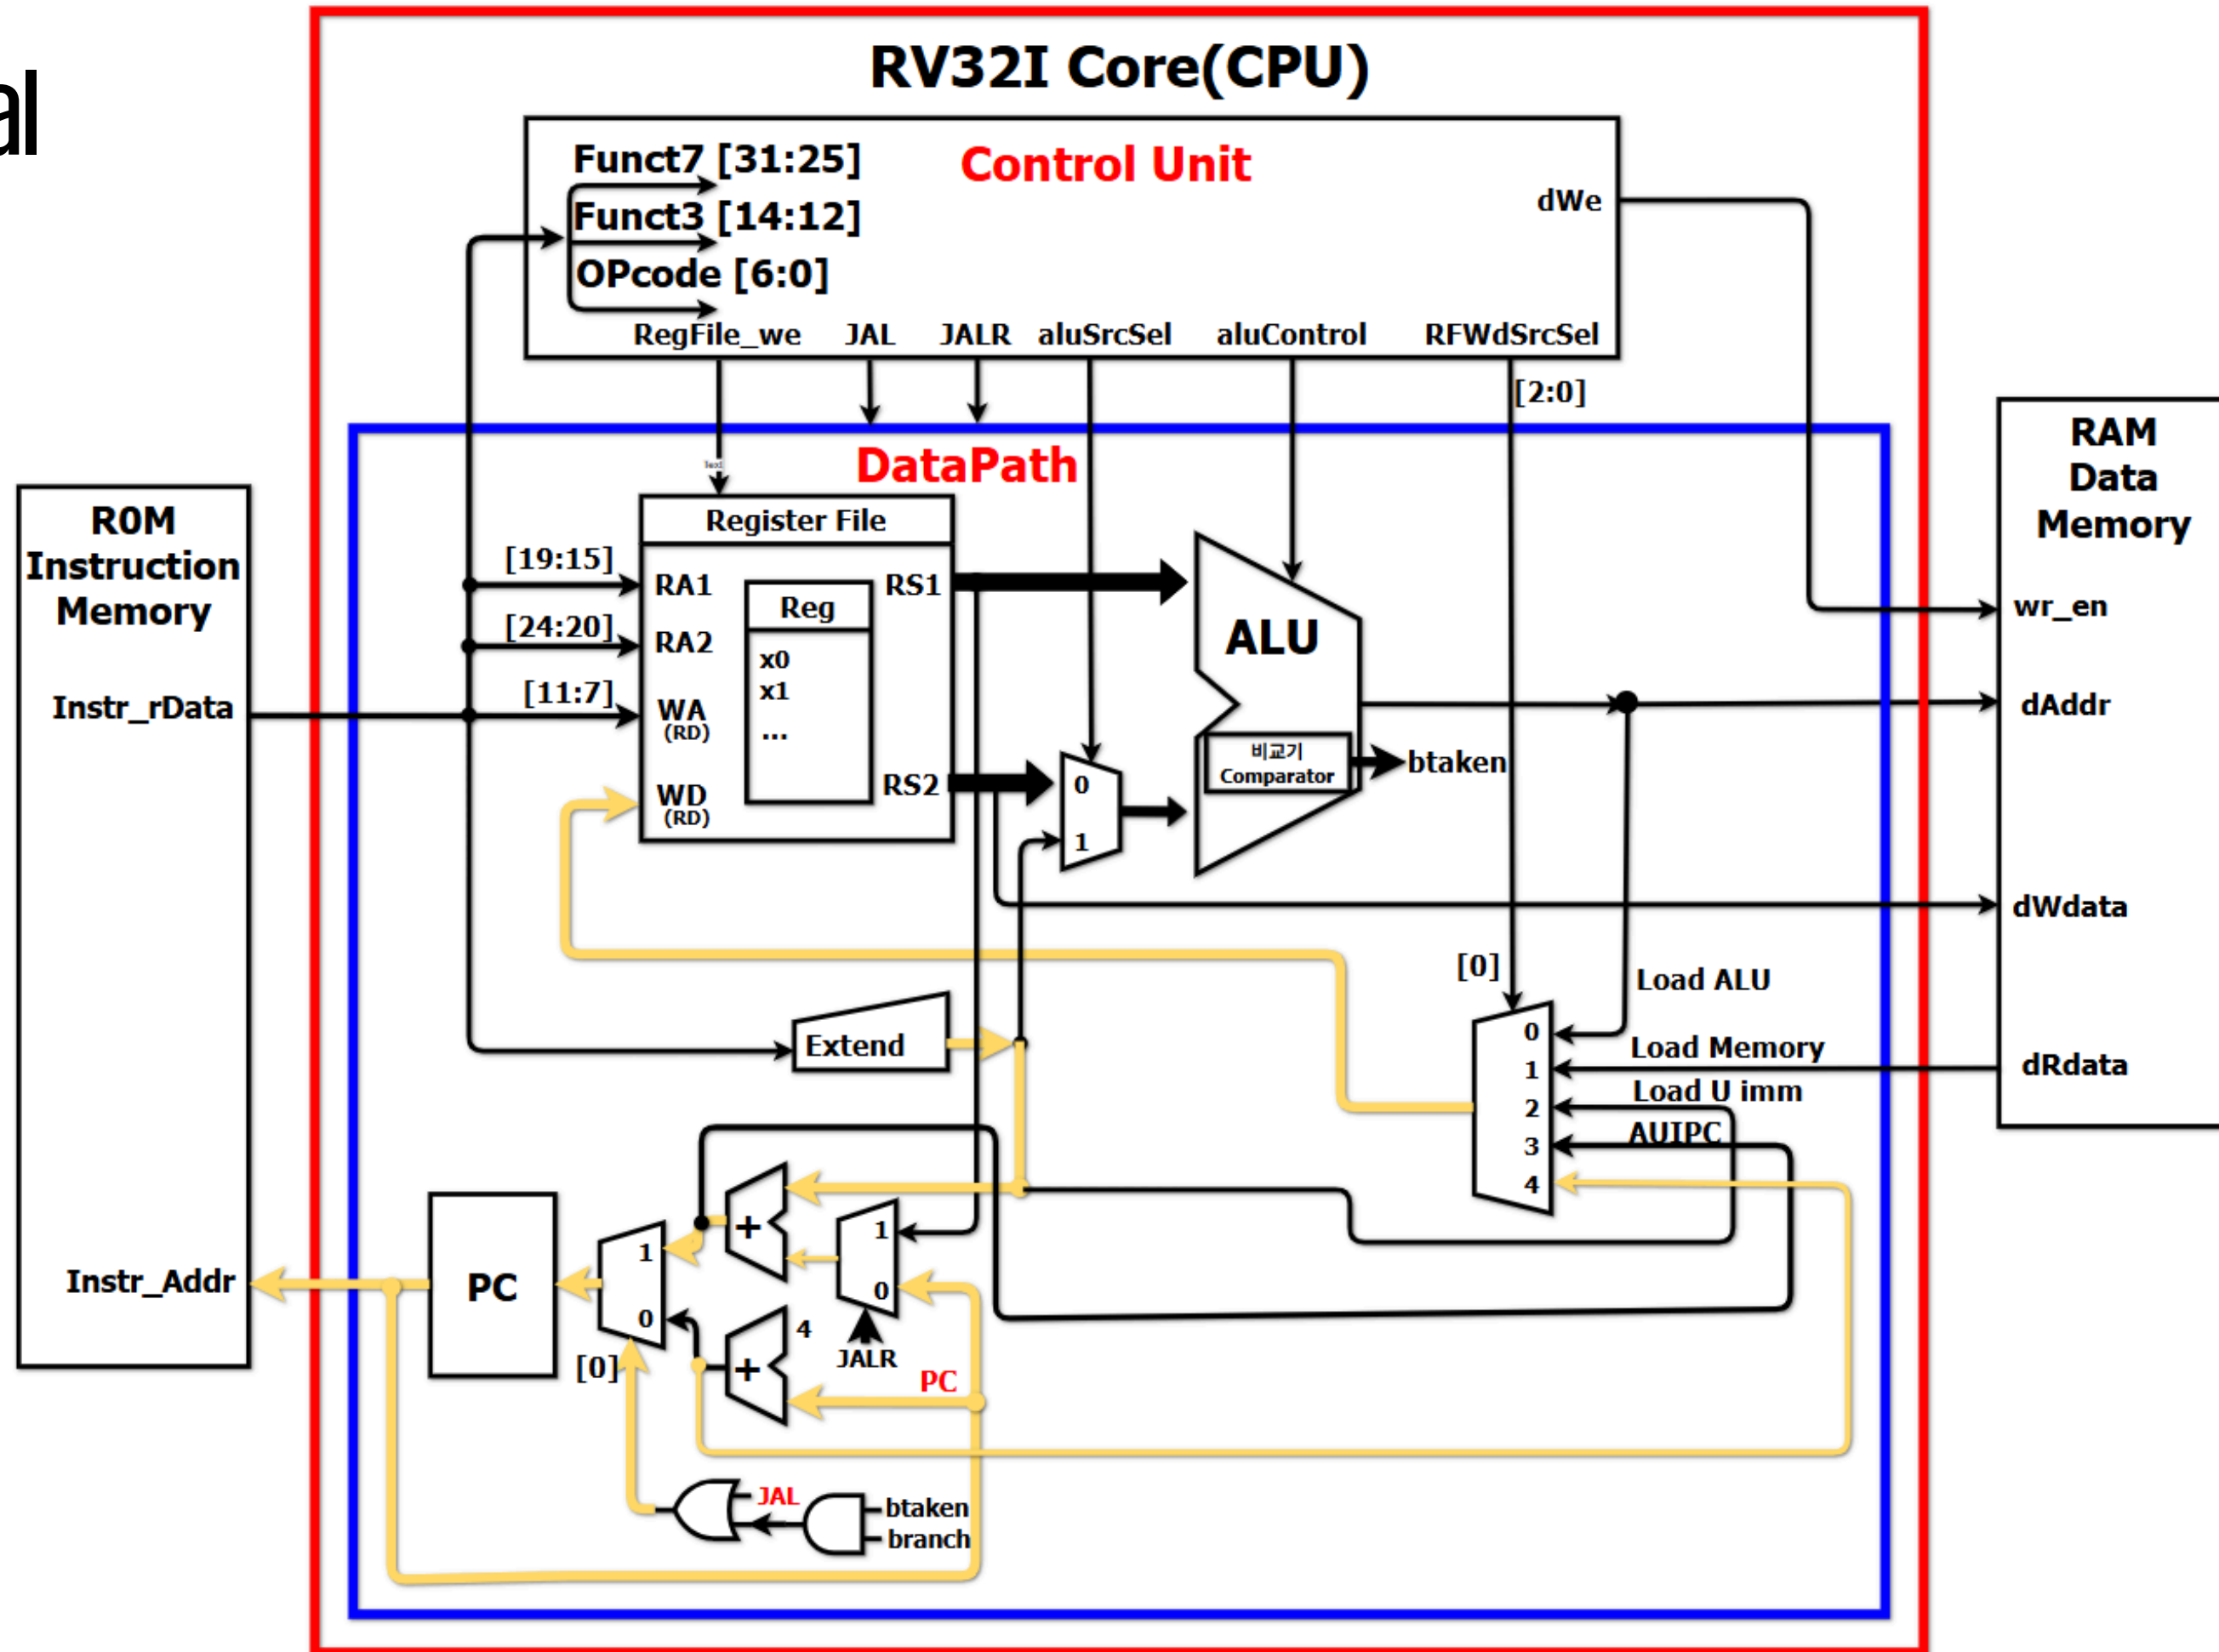 al
RV32I Core(CPU)
Control Unit
Funct7 [31:25]
Funct3 [14:12]
OPcode [6:0]
dWe
RegFile_we
JAL
JALR
aluSrcSel
aluControl
RFWdSrcSel
[2:0]
DataPath
Text
R0M
Instruction
Memory
Instr_rData
Instr_Addr
RAM
Data
Memory
wr_en
dAddr
dWdata
dRdata
Register File
[19:15]
[24:20]
[11:7]
RA1
RA2
WA
(RD)
WD
(RD)
Reg
x0
x1
...
RS1
RS2
ALU
비교기
Comparator
btaken
0
1
[0]
Load ALU
Load Memory
Load U imm
AUIPC
0
1
2
3
4
Extend
PC
1
0
[0]
+
+
4
1
0
JALR
PC
JAL
btaken
branch